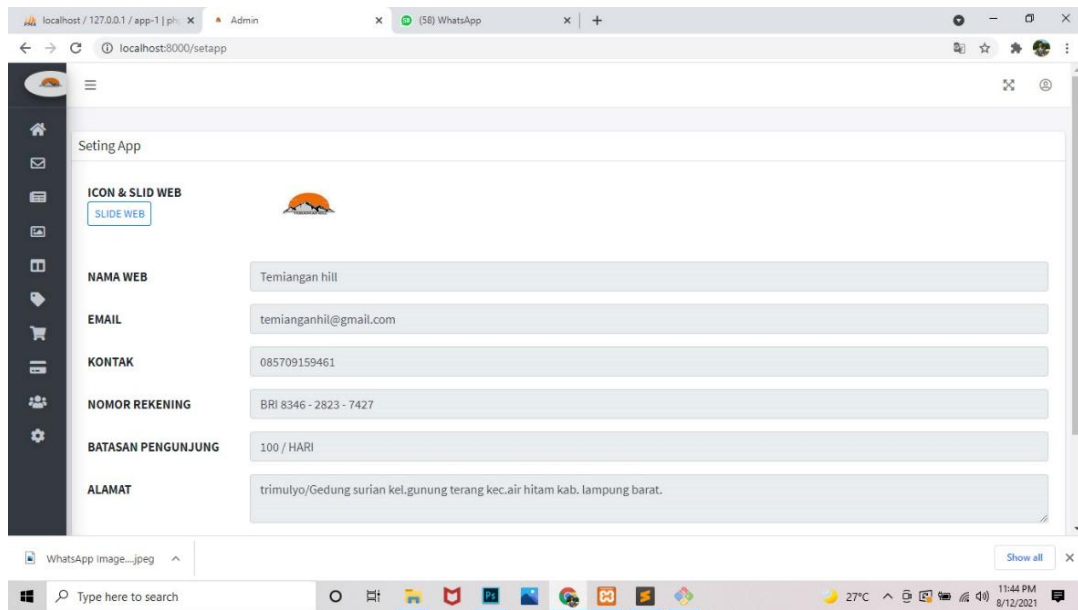 localhost / 127.0.0.1 / app-1 | ph
Admin
(58) WhatsApp
localhost:8000/setapp
Seting App
ICON & SLID WEB
SLIDE WEB
NAMA WEB
Temiangan hill
EMAIL
temianganhil@gmail.com
KONTAK
085709159461
NOMOR REKENING
BRI 8346 - 2823 - 7427
BATASAN PENGUNJUNG
100 / HARI
ALAMAT
trimulyo/Gedung surian kel.gunung terang kec.air hitam kab. lampung barat.
WhatsApp Image....jpeg
Show all
Type here to search
Ps
27°C
11:44 PM
8/12/2021